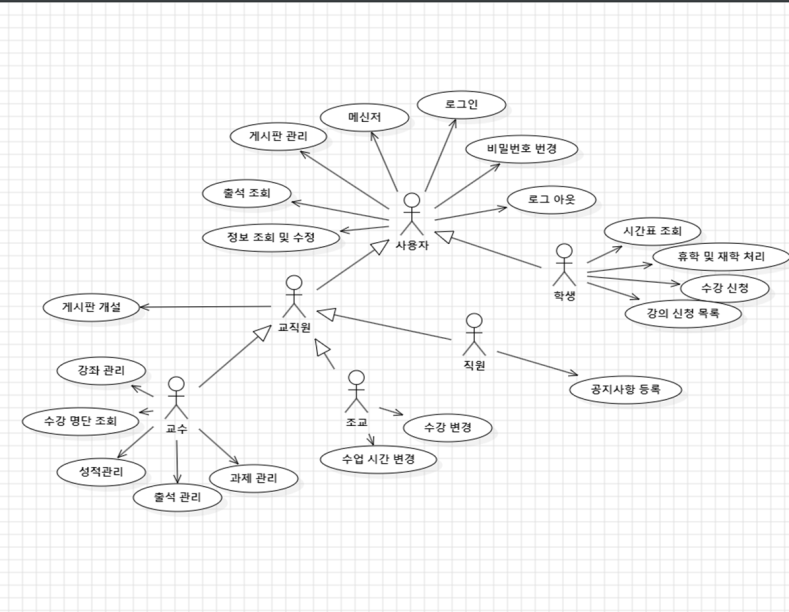 로그인
메신저
게시판 관리
비밀번호 번경
출석 조회
로그 아웃
정보 조회 및 수정
사용자
시간표 조회
휴학 및 재학 처리
수강 신청
학생
강의 신청 목록
게시판 개설
교직원
직원
강좌 관리
공지사항 등록
수강 명단 조회
교수
조교
수강 변경
수업 시간 변경
성적관리
과제 관리
출석 관리